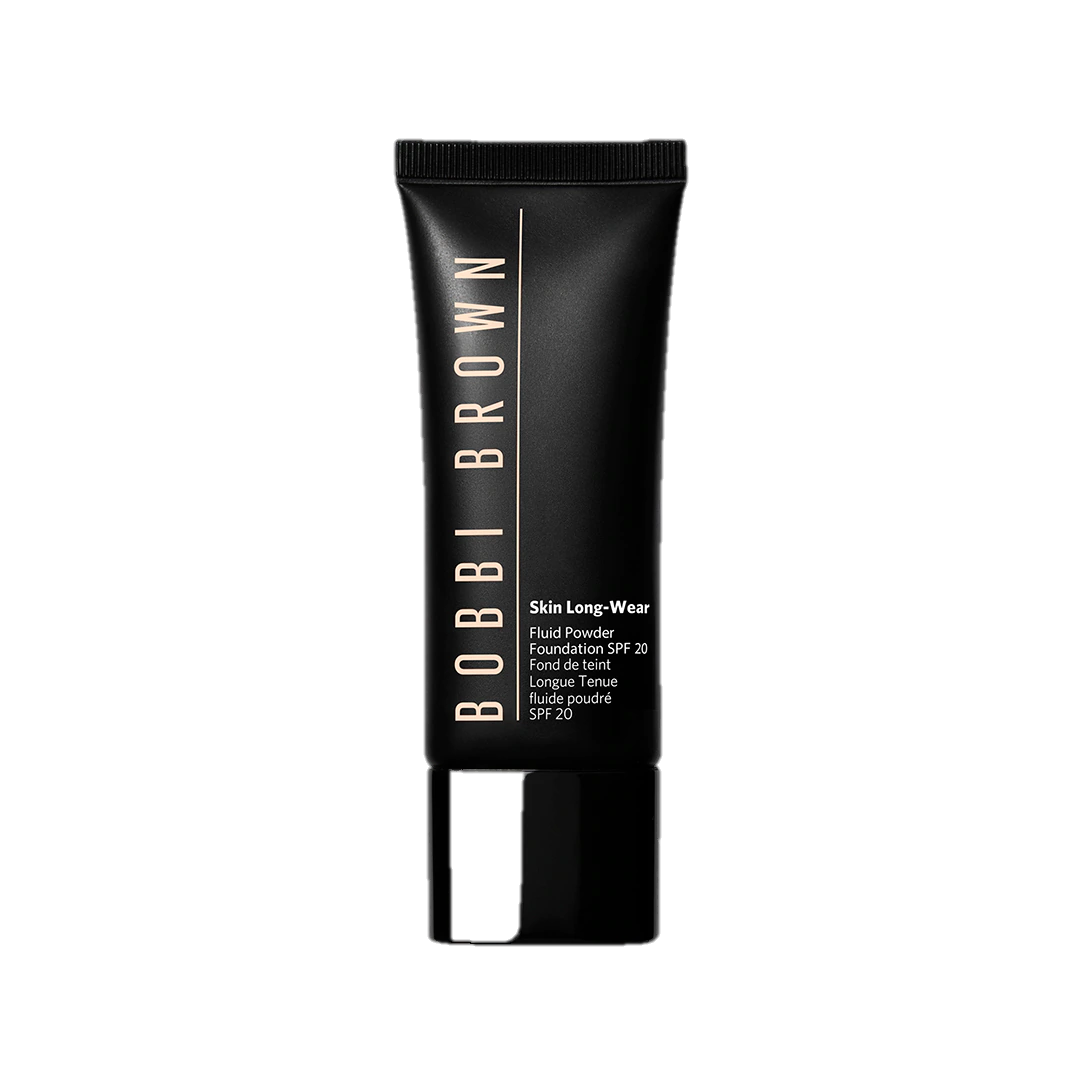 BOBBI BROWN
Skin Long-Wear
Fluid Powder
Foundation SPF 20
Fond de teint
Longue Tenue
fluide poudré
SPF 20